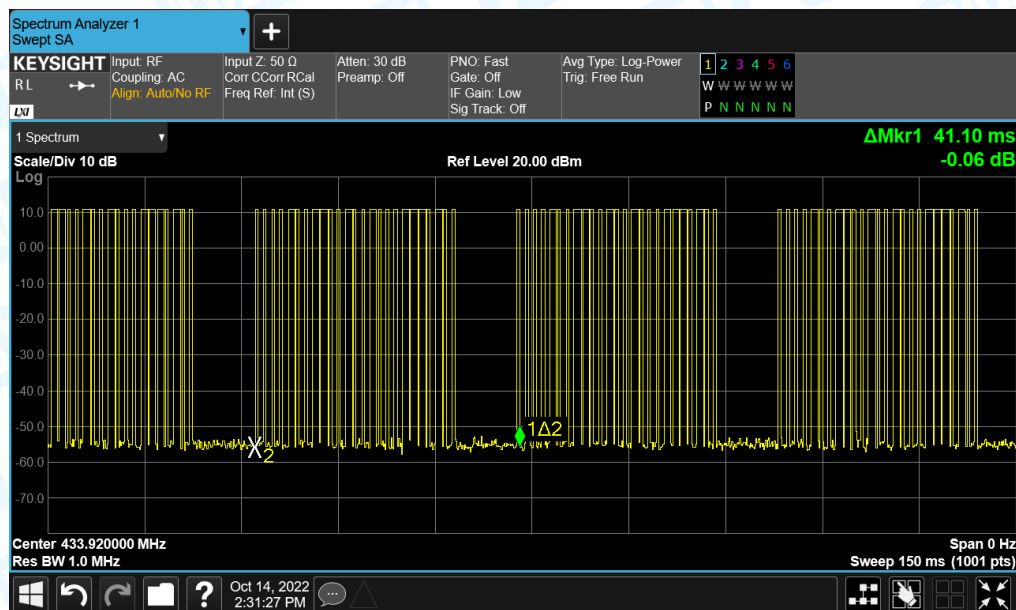 Spectrum Analyzer 1
Swept SA
+
KEYSIGHT
RL
LXI
Input: RF
Coupling: AC
Align: Auto/No RF
Input Z: 50 Ω
Corr CCorr RCal
Freq Ref: Int (S)
Atten: 30 dB
Preamp: Off
PNO: Fast
Gate: Off
IF Gain: Low
Sig Track: Off
Avg Type: Log-Power
Trig: Free Run
1 2 3 4 5 6
W W W W W W
P N N N N N
1 Spectrum
ΔMkr1 41.10 ms
Scale/Div 10 dB
Ref Level 20.00 dBm
-0.06 dB
Log
10.0
0.00
-10.0
-20.0
-30.0
-40.0
-50.0
1Δ2
X2
-60.0
-70.0
Center 433.920000 MHz
Span 0 Hz
Res BW 1.0 MHz
Sweep 150 ms (1001 pts)
?
Oct 14, 2022
2:31:27 PM